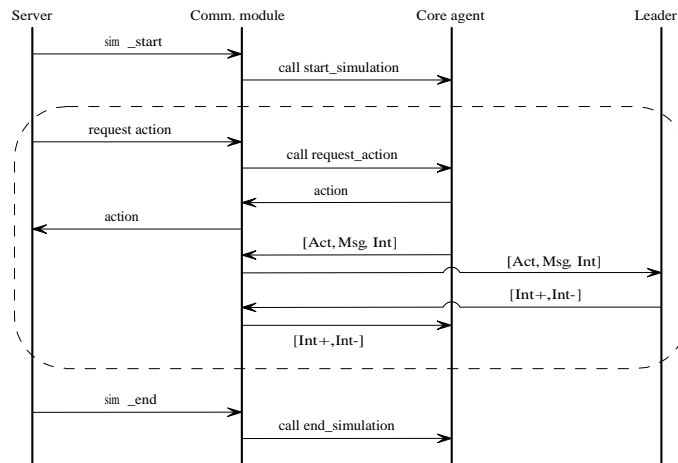 Server Comm. module Core agent Leader
sim _start
call start_simulation
request action
call request_action
action
action
[Act, Msg, Int]
[Act, Msg, Int]
[Int+,Int-]
[Int+,Int-]
sim _end
call end_simulation